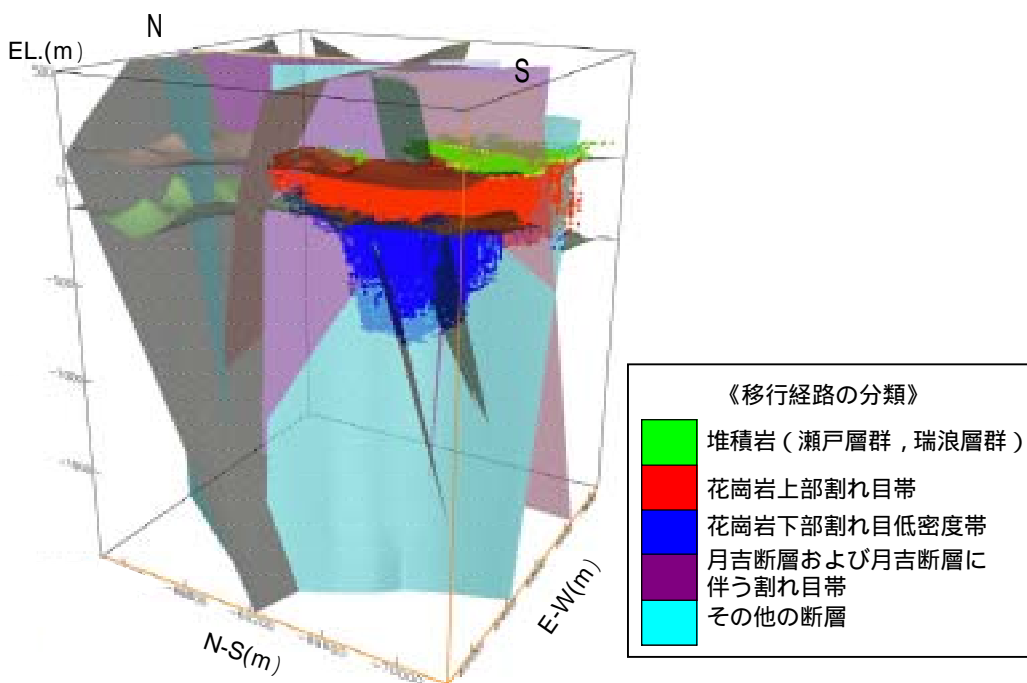 N
EL.(m)
S
0
N-S(m)
E-W(m)
《移行経路の分類》
堆積岩(瀬戸層群,瑞浪層群)
花崗岩上部割れ目帯
花崗岩下部割れ目低密度帯
月吉断層および月吉断層に
伴う割れ目帯
その他の断層